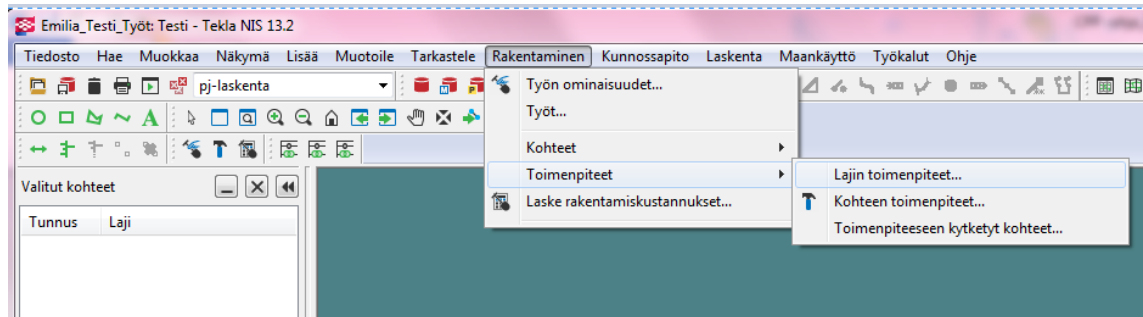 Emilia_Testi_Työt: Testi - Tekla NIS 13.2
Tiedosto Hae Muokkaa Näkymä Lisää Muotoile Tarkastele Rakentaminen Kunnossapito Laskenta Maankäyttö Työkalut Ohje
pj-laskenta
Työn ominaisuudet...
Työt...
Kohteet
Toimenpiteet
Laske rakentamiskustannukset...
Lajin toimenpiteet...
Kohteen toimenpiteet...
Toimenpiteeseen kytketyt kohteet...
Valitut kohteet
Tunnus Laji